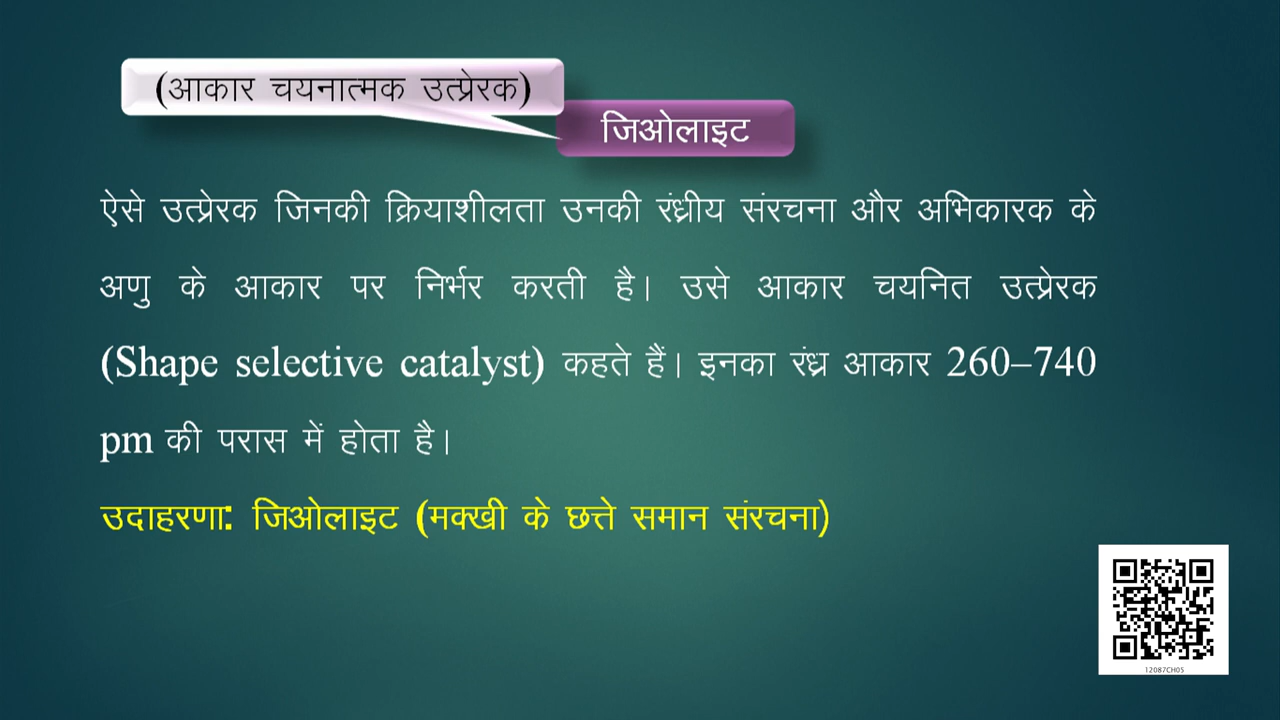 (आकार चयनात्मक उत्प्रेरक)
जिओलाइट
ऐसे उत्प्रेरक जिनकी क्रियाशीलता उनकी रंध्रीय संरचना और अभिकारक के
अणु के आकार पर निर्भर करती है। उसे आकार चयनित उत्प्रेरक
(Shape selective catalyst) कहते हैं। इनका रंध्र आकार 260–740
pm की परास में होता है।
उदाहरणाः जिओलाइट (मक्खी के छत्ते समान संरचना)
12087CH05